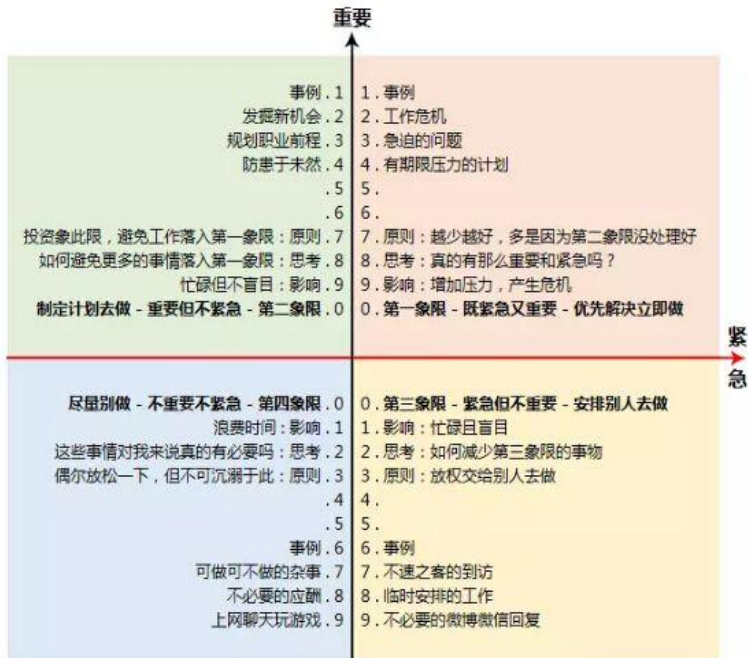 重要
事例 . 1
发掘新机会 . 2
规划职业前程 . 3
防患于未然 . 4
. 5
. 6
投资象此限，避免工作落入第一象限：原则 . 7
如何避免更多的事情落入第一象限：思考 . 8
忙碌但不盲目：影响 . 9
制定计划去做 - 重要但不紧急 - 第二象限 . 0
1 . 事例
2 . 工作危机
3 . 急迫的问题
4 . 有期限压力的计划
5 .
6 .
7 . 原则：越少越好，多是因为第二象限没处理好
8 . 思考：真的有那么重要和紧急吗？
9 . 影响：增加压力，产生危机
0 . 第一象限 - 既紧急又重要 - 优先解决立即做
紧
急
尽量别做 - 不重要不紧急 - 第四象限 . 0
浪费时间：影响 . 1
这些事情对我来说真的有必要吗：思考 . 2
偶尔放松一下，但不可沉溺于此：原则 . 3
. 4
. 5
事例 . 6
可做可不做的杂事 . 7
不必要的应酬 . 8
上网聊天玩游戏 . 9
0 . 第三象限 - 紧急但不重要 - 安排别人去做
1 . 影响：忙碌且盲目
2 . 思考：如何减少第三象限的事物
3 . 原则：放权交给别人去做
4 .
5 .
6 . 事例
7 . 不速之客的到访
8 . 临时安排的工作
9 . 不必要的微博微信回复